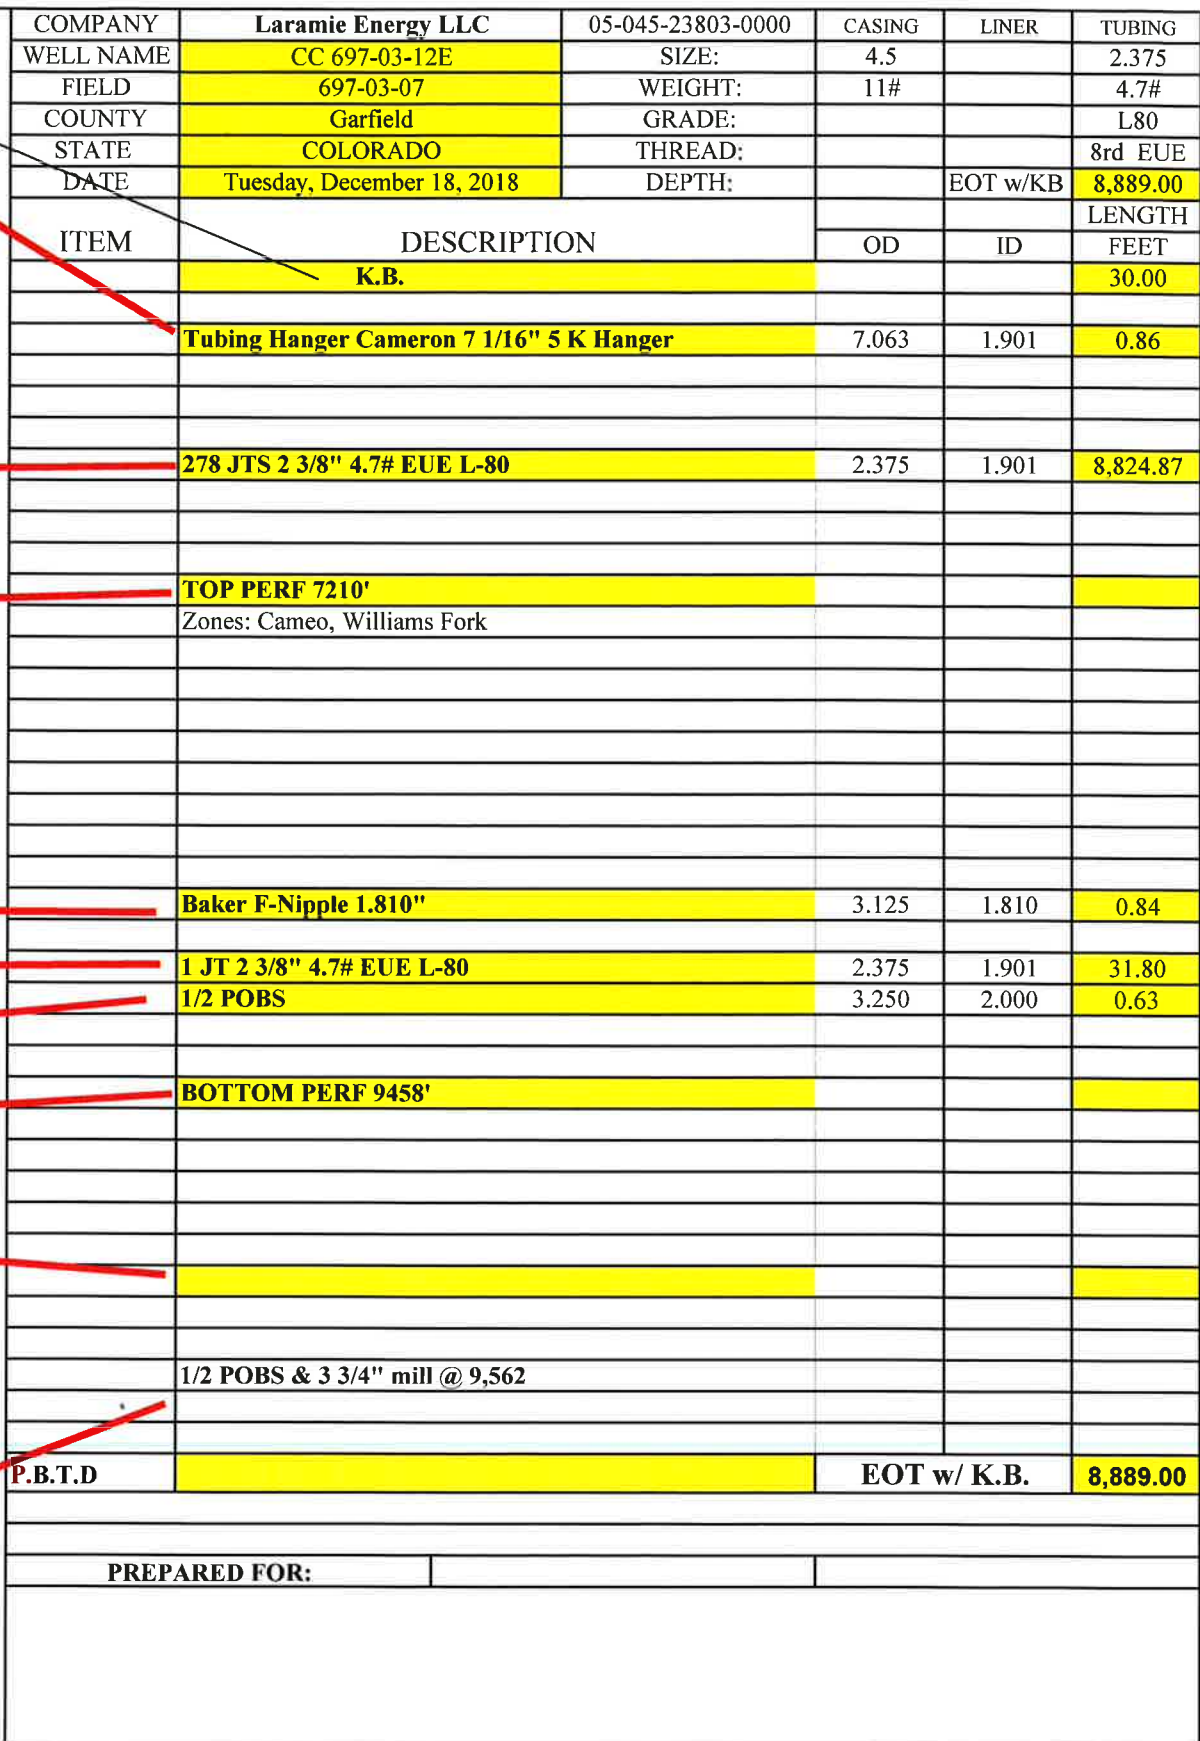 COMPANY Laramie Energy LLC 05-045-23803-0000 CASING LINER TUBING
WELL NAME CC 697-03-12E SIZE: 4.5 2.375
FIELD 697-03-07 WEIGHT: 11# 4.7#
COUNTY Garfield GRADE: L80
STATE COLORADO THREAD: 8rd EUE
DATE Tuesday, December 18, 2018 DEPTH: EOT w/KB 8,889.00
LENGTH
ITEM DESCRIPTION OD ID FEET
K.B. 30.00
Tubing Hanger Cameron 7 1/16" 5 K Hanger 7.063 1.901 0.86
278 JTS 2 3/8" 4.7# EUE L-80 2.375 1.901 8,824.87
TOP PERF 7210'
Zones: Cameo, Williams Fork
Baker F-Nipple 1.810" 3.125 1.810 0.84
1 JT 2 3/8" 4.7# EUE L-80 2.375 1.901 31.80
1/2 POBS 3.250 2.000 0.63
BOTTOM PERF 9458'
1/2 POBS & 3 3/4" mill @ 9,562
P.B.T.D EOT w/ K.B. 8,889.00
PREPARED FOR: